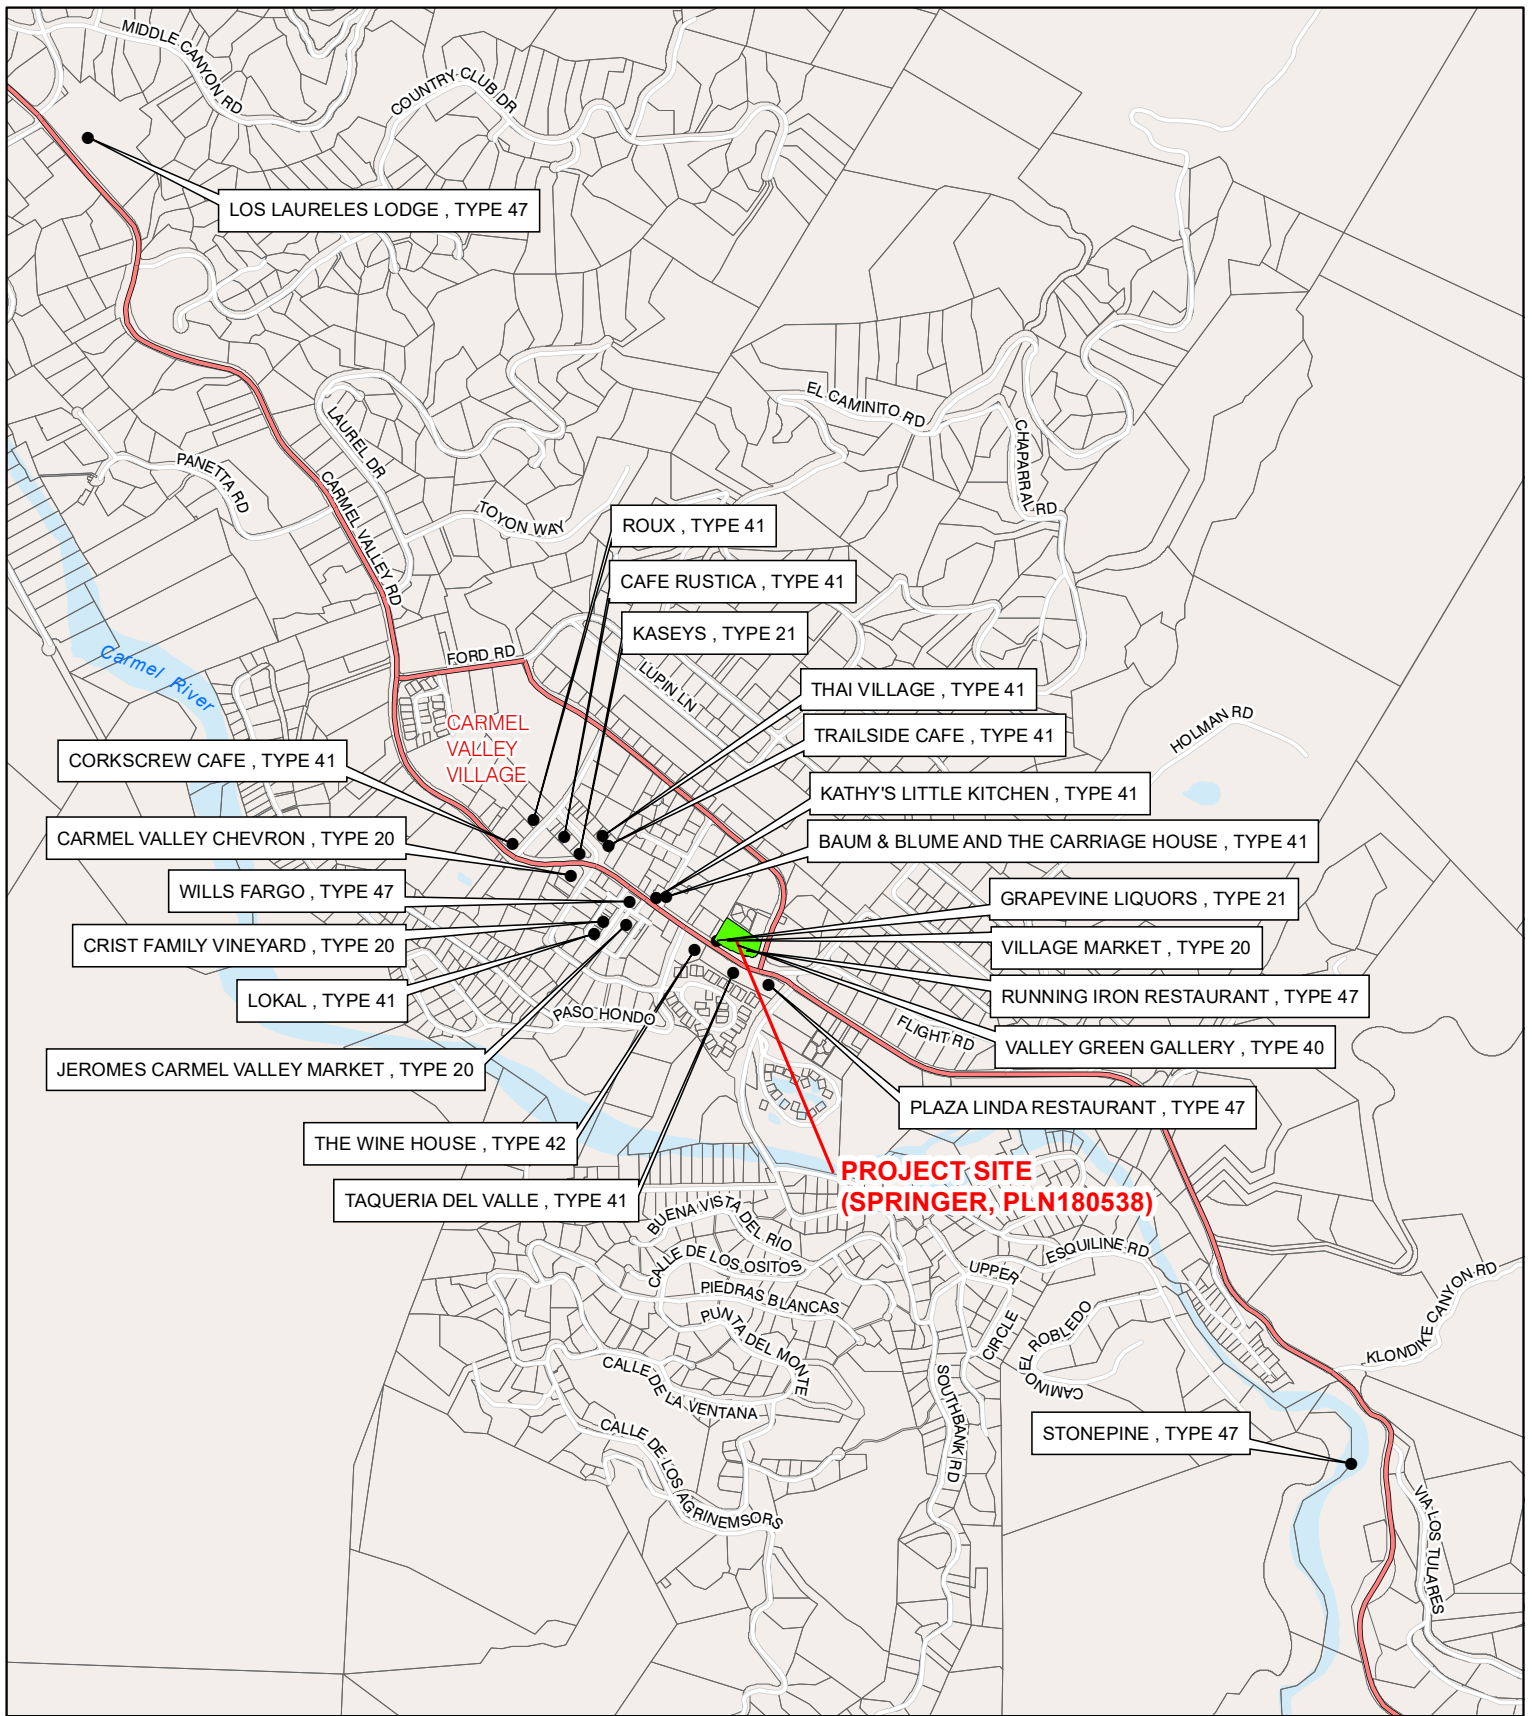 MIDDLE CANYON RD
COUNTRY CLUB DR
LOS LAURELES LODGE , TYPE 47
EL CAMINITO RD
LAUREL DR
CHAPARRAL RD
PANETTA RD
CARMEL VALLEY RD
TOYON WAY
ROUX , TYPE 41
CAFE RUSTICA , TYPE 41
KASEYS , TYPE 21
FORD RD
LUPIN LN
Carmel River
THAI VILLAGE , TYPE 41
HOLMAN RD
CARMEL
VALLEY
VILLAGE
TRAILSIDE CAFE , TYPE 41
CORKSCREW CAFE , TYPE 41
KATHY'S LITTLE KITCHEN , TYPE 41
CARMEL VALLEY CHEVRON , TYPE 20
BAUM & BLUME AND THE CARRIAGE HOUSE , TYPE 41
WILLS FARGO , TYPE 47
GRAPEVINE LIQUORS , TYPE 21
CRIST FAMILY VINEYARD , TYPE 20
VILLAGE MARKET , TYPE 20
LOKAL , TYPE 41
RUNNING IRON RESTAURANT , TYPE 47
PASO HONDO
FLIGHT RD
VALLEY GREEN GALLERY , TYPE 40
JEROMES CARMEL VALLEY MARKET , TYPE 20
PLAZA LINDA RESTAURANT , TYPE 47
THE WINE HOUSE , TYPE 42
PROJECT SITE
(SPRINGER, PLN180538)
TAQUERIA DEL VALLE , TYPE 41
BUENA VISTA DEL RIO
ESQUILINE RD
CALLE DE LOS OSITOS
UPPER CIRCLE
PIEDRAS BLANCAS
PUNTA DEL MONTE
CAMINO EL ROBLEDO
KLONDIKE CANYON RD
CALLE DE LA VENTANA
SOUTHBANK RD
CALLE DE LOS AGRINEMSORS
STONEPINE , TYPE 47
VIA LOS TULARES